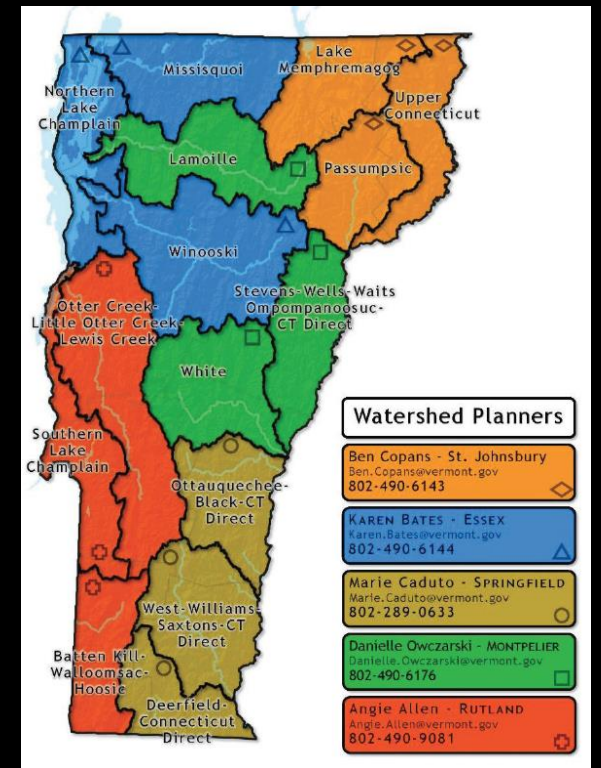 Lake
Memphremagog
Missisquoi
Northern
Lake
Champlain
Upper
Connecticut
Lamoille
Passumpsic
Winooski
Stevens-Wells-Waits
Ompompanoosuc-
CT Direct
Otter Creek-
Little Otter Creek-
Lewis Creek
White
Southern
Lake
Champlain
Ottauquechee-
Black-CT
Direct
West-Williams-
Saxtons-CT
Direct
Batten Kill-
Walloomsac-
Hoosic
Deerfield-
Connecticut
Direct
Watershed Planners
Ben Copans - St. Johnsbury
Ben.Copans@vermont.gov
802-490-6143
KAREN BATES - ESSEX
Karen.Bates@vermont.gov
802-490-6144
Marie Caduto - SPRINGFIELD
Marie.Caduto@vermont.gov
802-289-0633
Danielle Owczarski - MONTPELIER
Danielle.Owczarski@vermont.gov
802-490-6176
Angie Allen - RUTLAND
Angie.Allen@vermont.gov
802-490-9081